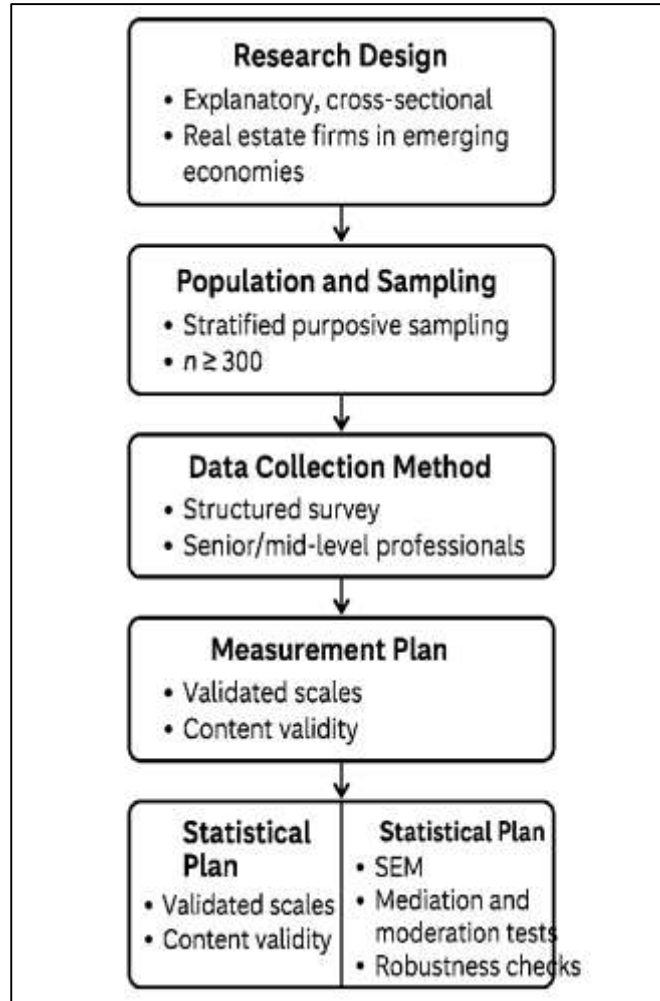 Research Design
• Explanatory, cross-sectional
• Real estate firms in emerging
economies
Population and Sampling
• Stratified purposive sampling
• n ≥ 300
Data Collection Method
• Structured survey
• Senior/mid-level professionals
Measurement Plan
• Validated scales
• Content validity
Statistical
Plan
• Validated scales
• Content validity
Statistical Plan
• SEM
• Mediation and
moderation tests
• Robustness checks